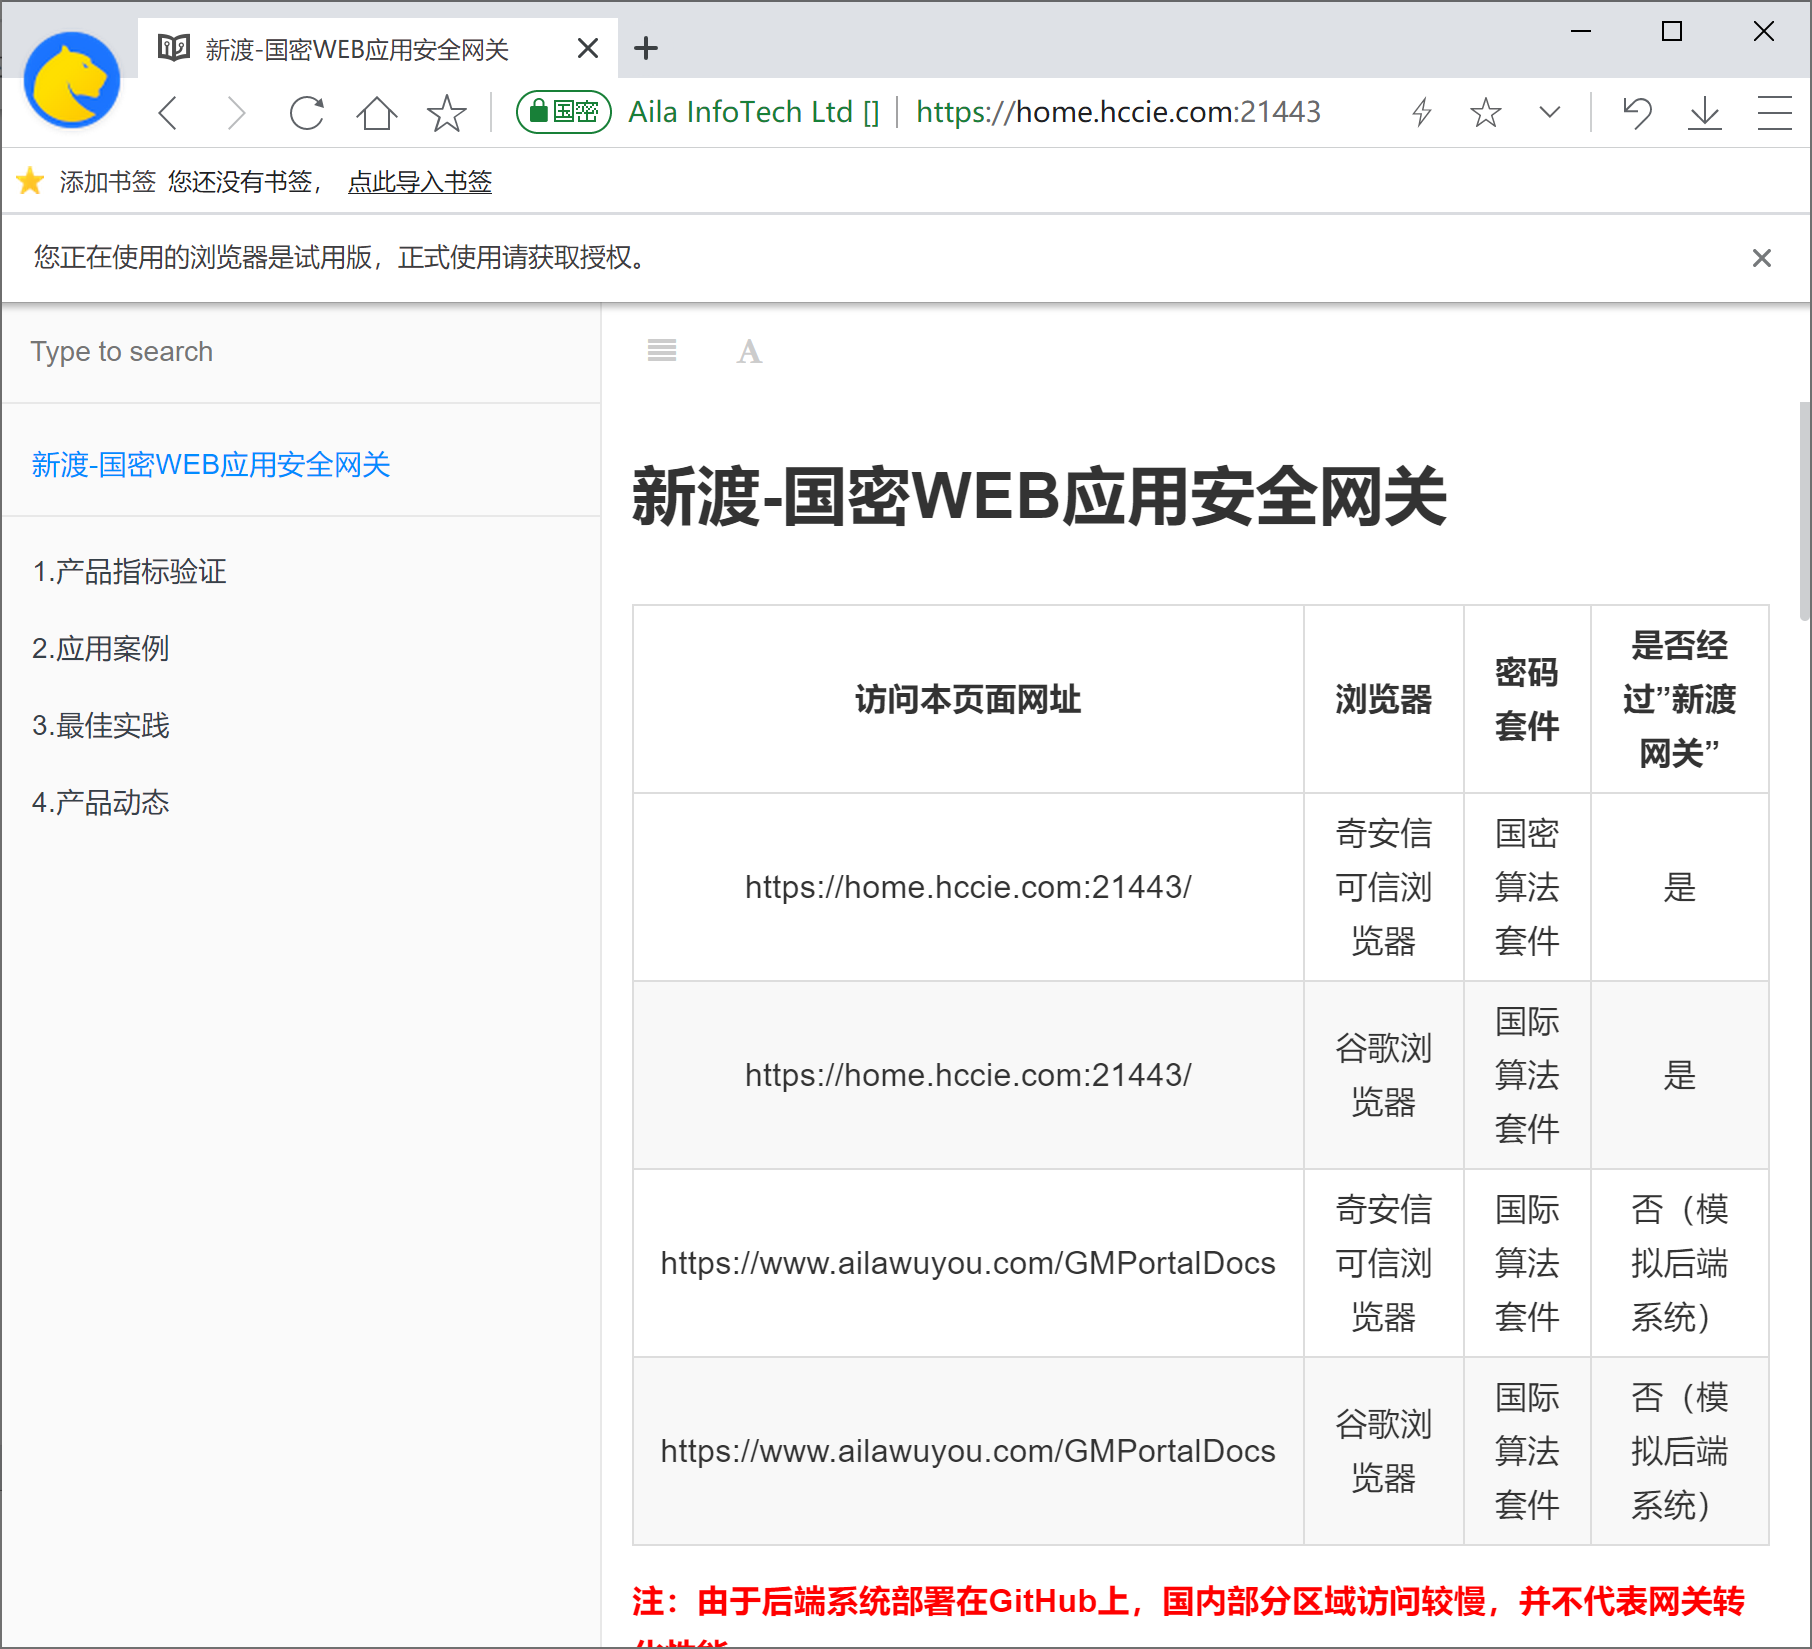 新渡-国密WEB应用安全网关
国密 Aila InfoTech Ltd [] | https://home.hccie.com:21443
添加书签 您还没有书签， 点此导入书签
您正在使用的浏览器是试用版，正式使用请获取授权。
Type to search
新渡-国密WEB应用安全网关
1.产品指标验证
2.应用案例
3.最佳实践
4.产品动态
A
新渡-国密WEB应用安全网关
访问本页面网址
浏览器
密码
套件
是否经
过”新渡
网关”
https://home.hccie.com:21443/
奇安信
可信浏
览器
国密
算法
套件
是
https://home.hccie.com:21443/
谷歌浏
览器
国际
算法
套件
是
https://www.ailawuyou.com/GMPortalDocs
奇安信
可信浏
览器
国际
算法
套件
否（模
拟后端
系统）
https://www.ailawuyou.com/GMPortalDocs
谷歌浏
览器
国际
算法
套件
否（模
拟后端
系统）
注：由于后端系统部署在GitHub上，国内部分区域访问较慢，并不代表网关转